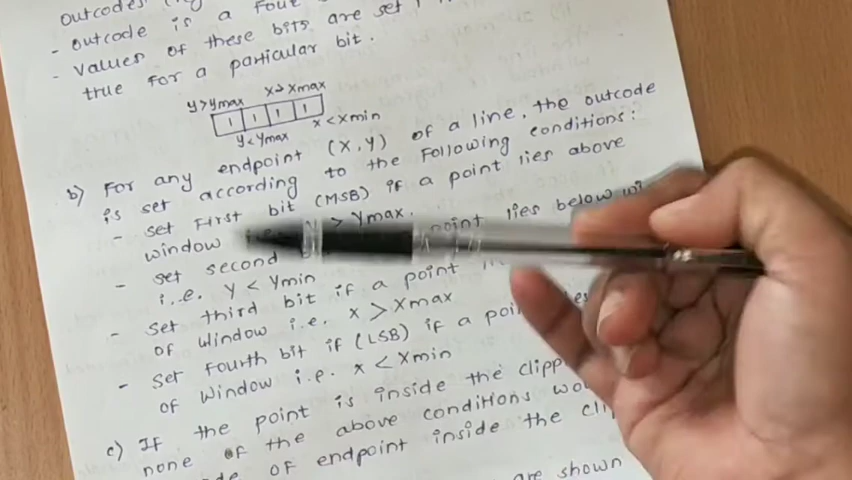 outcodes
- outcode is a four
- values of these bits are set
true for a particular bit.
y>ymax x>xmax
1 1 1 1
y<ymax x<xmin
b) For any endpoint (x,y) of a line, the outcode
is set according to the following conditions:
- set first bit (MSB) if a point lies above
window y > ymax.
- set second point lies below
i.e. y < ymin
- set third bit if a point
of window i.e. x > xmax
- set fourth bit if (LSB) if a
of window i.e. x < xmin
c) If the point is inside the
none of the above conditions
of endpoint inside the
are shown